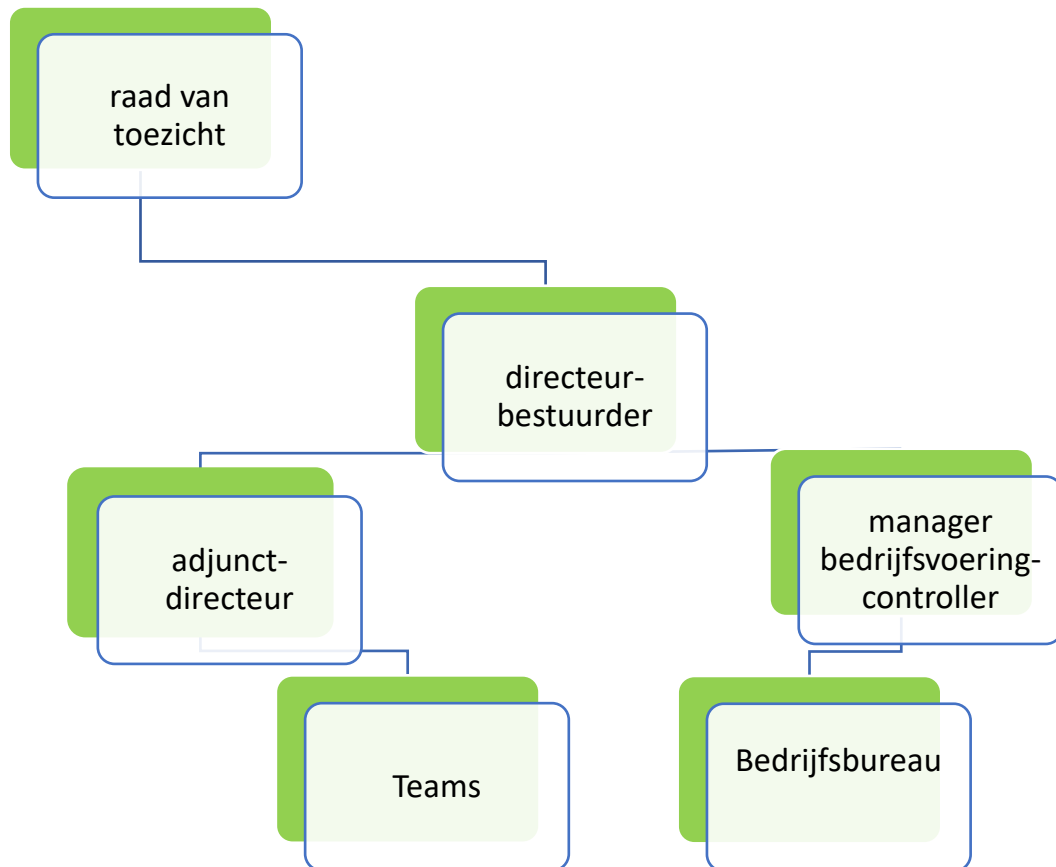 raad van
toezicht
directeur-
bestuurder
adjunct-
directeur
manager
bedrijfsvoering-
controller
Teams
Bedrijfsbureau